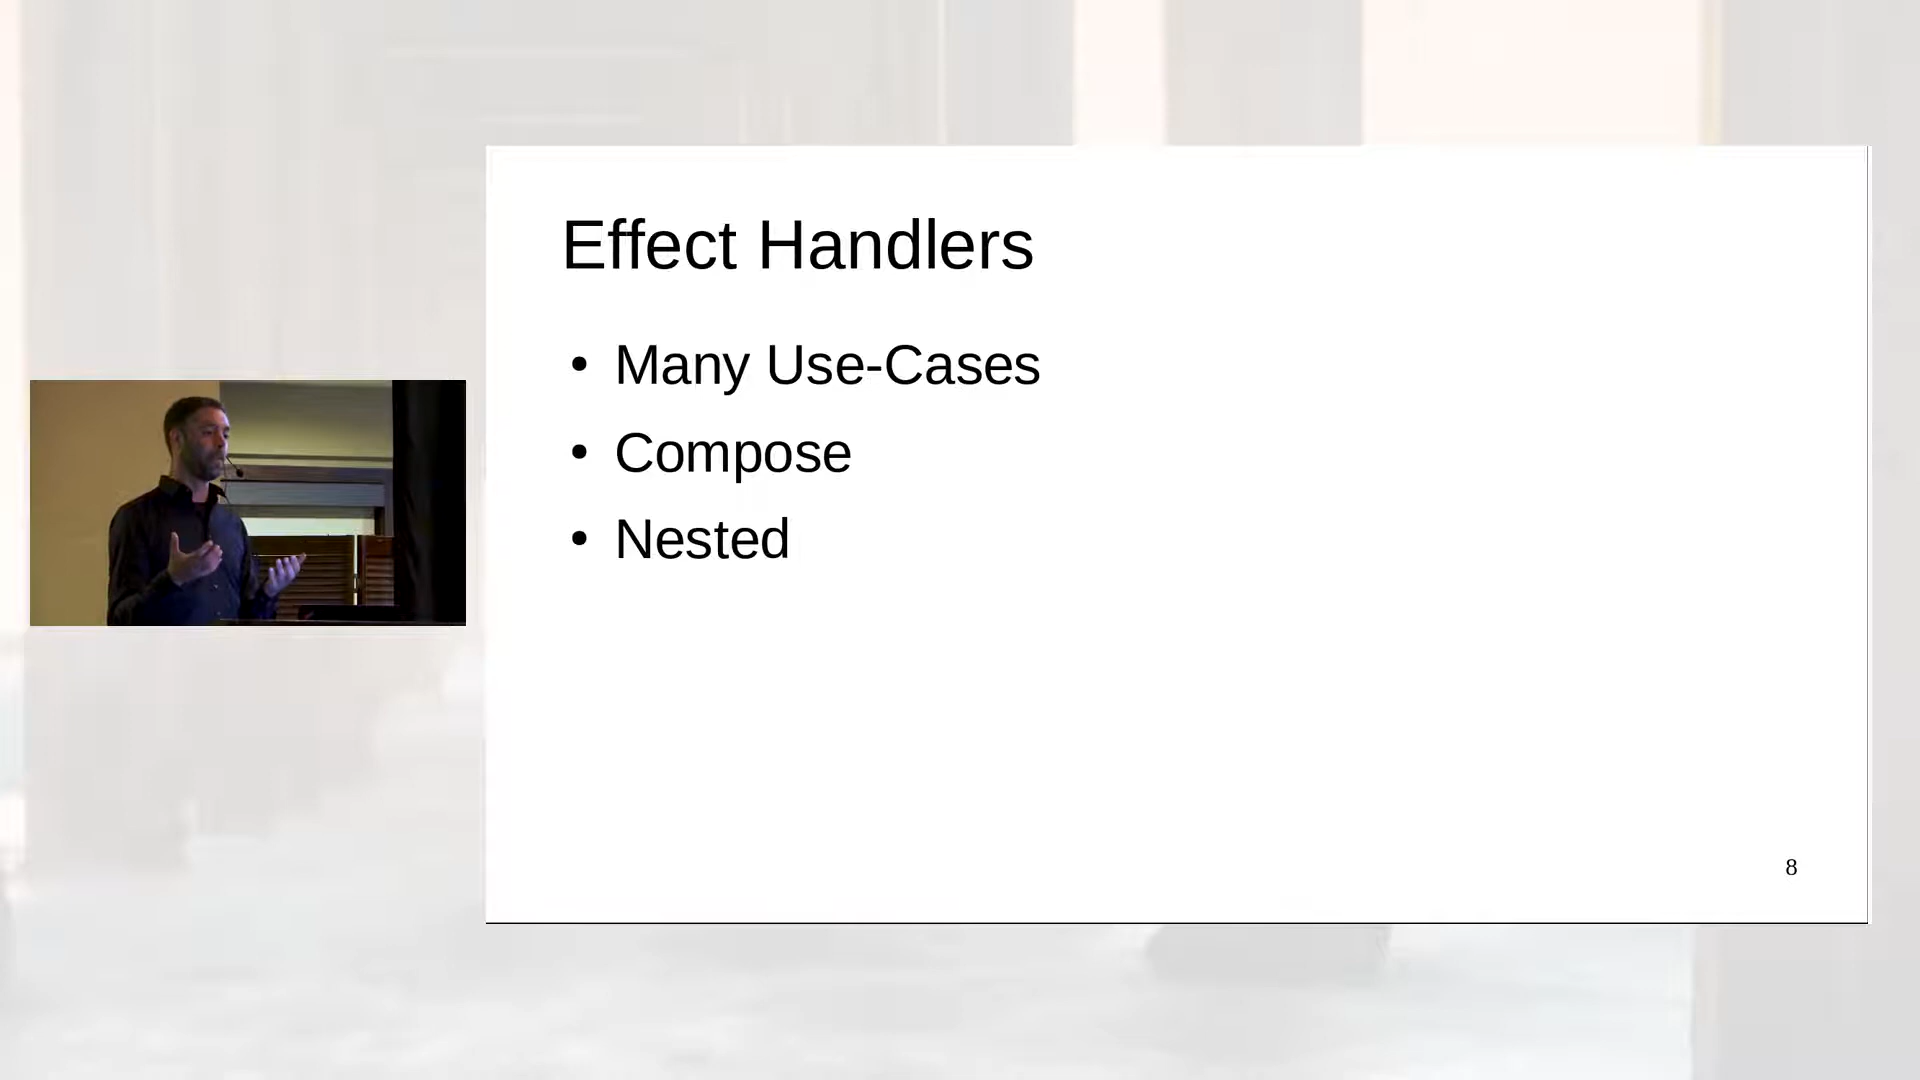 Effect Handlers
• Many Use-Cases
• Compose
• Nested
8